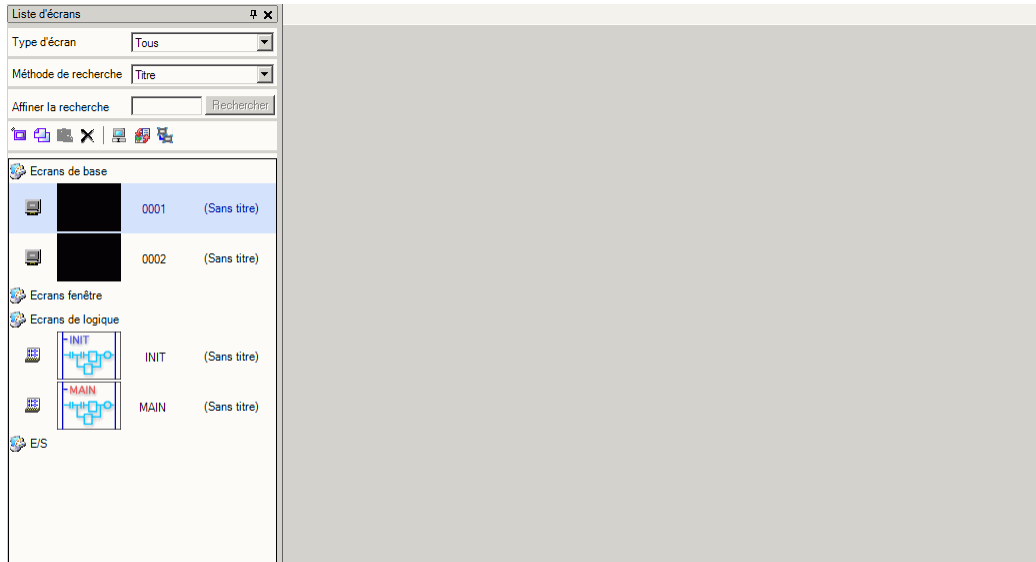 Liste d'écrans
Type d'écran Tous
Méthode de recherche Titre
Affiner la recherche Rechercher
Ecrans de base
0001 (Sans titre)
0002 (Sans titre)
Ecrans fenêtre
Ecrans de logique
INIT
INIT (Sans titre)
MAIN
MAIN (Sans titre)
E/S